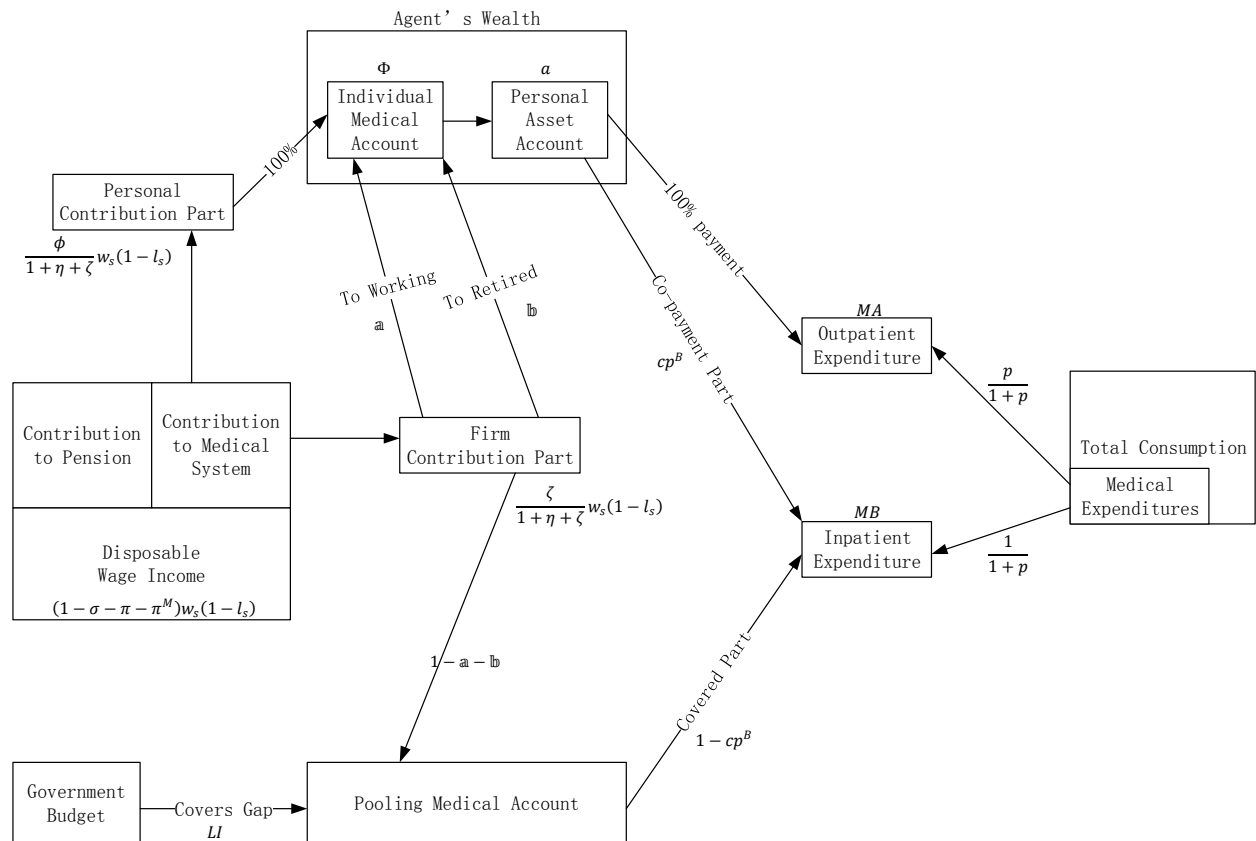 Agent's Wealth
Φ
Individual
Medical
Account
a
Personal
Asset
Account
100%
Personal
Contribution Part
ϕ/(1 + η + ζ) w_s(1 − l_s)
To Working
𝕒
To Retired
𝕓
100% payment
Co-payment Part
cp^B
MA
Outpatient
Expenditure
p/(1 + p)
Total Consumption
Medical
Expenditures
1/(1 + p)
MB
Inpatient
Expenditure
Contribution
to Pension
Contribution
to Medical
System
Firm
Contribution Part
ζ/(1 + η + ζ) w_s(1 − l_s)
Disposable
Wage Income
(1 − σ − π − π^M)w_s(1 − l_s)
1 − 𝕒 − 𝕓
Covered Part
1 − cp^B
Government
Budget
Covers Gap
LI
Pooling Medical Account